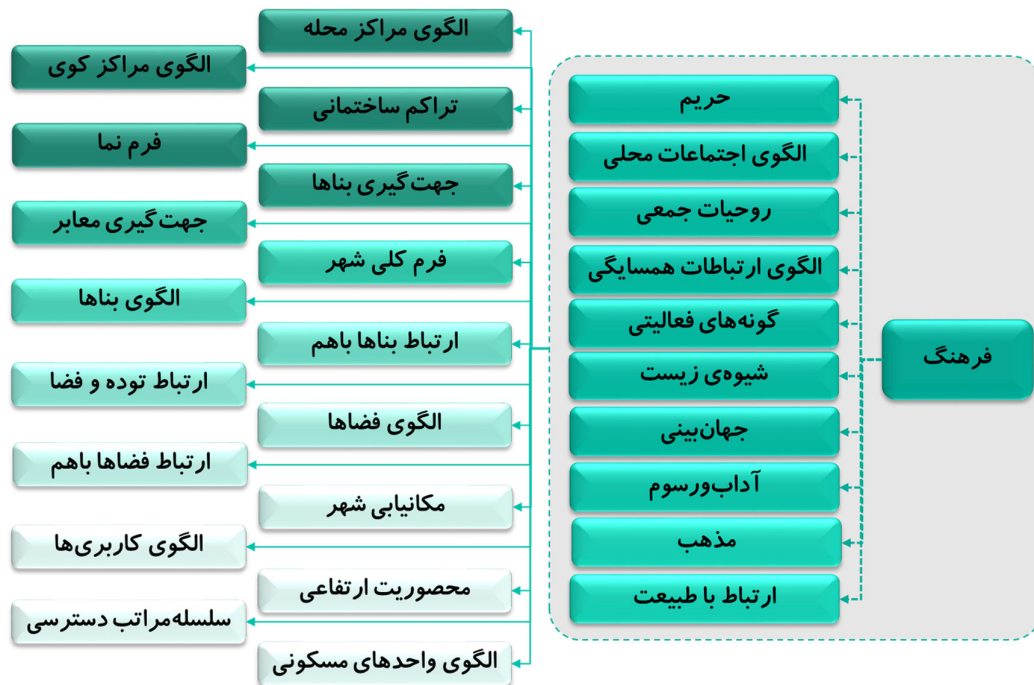 فرهنگ
حریم
الگوی اجتماعات محلی
روحیات جمعی
الگوی ارتباطات همسایگی
گونه‌های فعالیتی
شیوه‌ی زیست
جهان‌بینی
آداب‌ورسوم
مذهب
ارتباط با طبیعت
الگوی مراکز محله
الگوی مراکز کوی
تراکم ساختمانی
فرم نما
جهت‌گیری بناها
جهت‌گیری معابر
فرم کلی شهر
الگوی بناها
ارتباط بناها باهم
ارتباط توده و فضا
الگوی فضاها
ارتباط فضاها باهم
مکانیابی شهر
الگوی کاربری‌ها
محصوریت ارتفاعی
سلسله‌مراتب دسترسی
الگوی واحدهای مسکونی